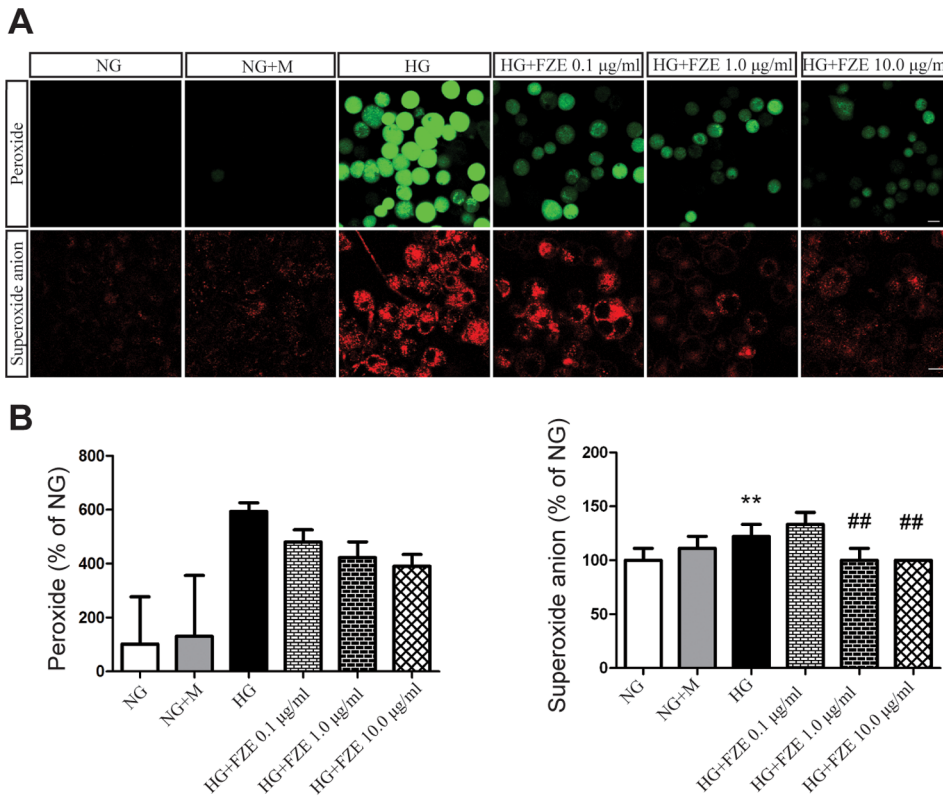 A
NG NG+M HG HG+FZE 0.1 μg/ml HG+FZE 1.0 μg/ml HG+FZE 10.0 μg/m
Peroxide
Superoxide anion
B
Peroxide (% of NG)
800
600
400
200
0
NG
NG+M
HG
HG+FZE 0.1 μg/ml
HG+FZE 1.0 μg/ml
HG+FZE 10.0 μg/ml
Superoxide anion (% of NG)
200
150
100
50
0
**
##
##
NG
NG+M
HG
HG+FZE 0.1 μg/ml
HG+FZE 1.0 μg/ml
HG+FZE 10.0 μg/ml